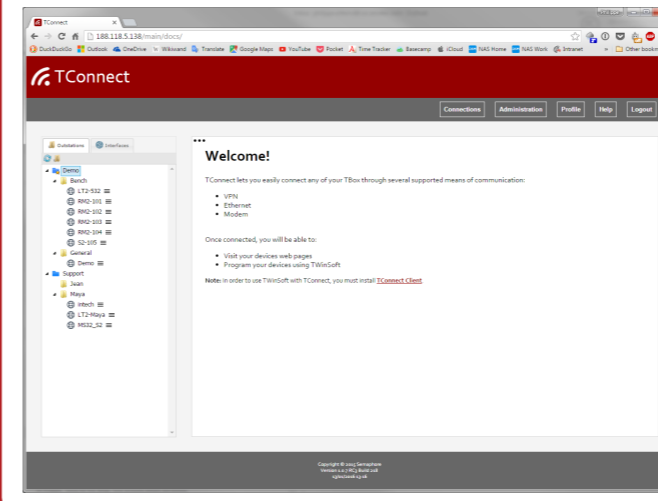 TConnect
188.118.5.138/main/docs/
DuckDuckGo Outlook OneDrive Wikiwand Translate Google Maps YouTube Pocket Time Tracker Basecamp iCloud NAS Home NAS Work Intranet » Other bookm
TConnect
Connections Administration Profile Help Logout
Outstations Interfaces
Demo
Bench
LT2-532
RM2-101
RM2-102
RM2-103
RM2-104
S2-105
General
Demo
Support
Jean
Maya
intech
LT2-Maya
MS32_S2
Welcome!
TConnect lets you easily connect any of your TBox through several supported means of communication:
• VPN
• Ethernet
• Modem
Once connected, you will be able to:
• Visit your devices web pages
• Program your devices using TWinSoft
Note: in order to use TWinSoft with TConnect, you must install TConnect Client.
Copyright © 2015 Semaphore